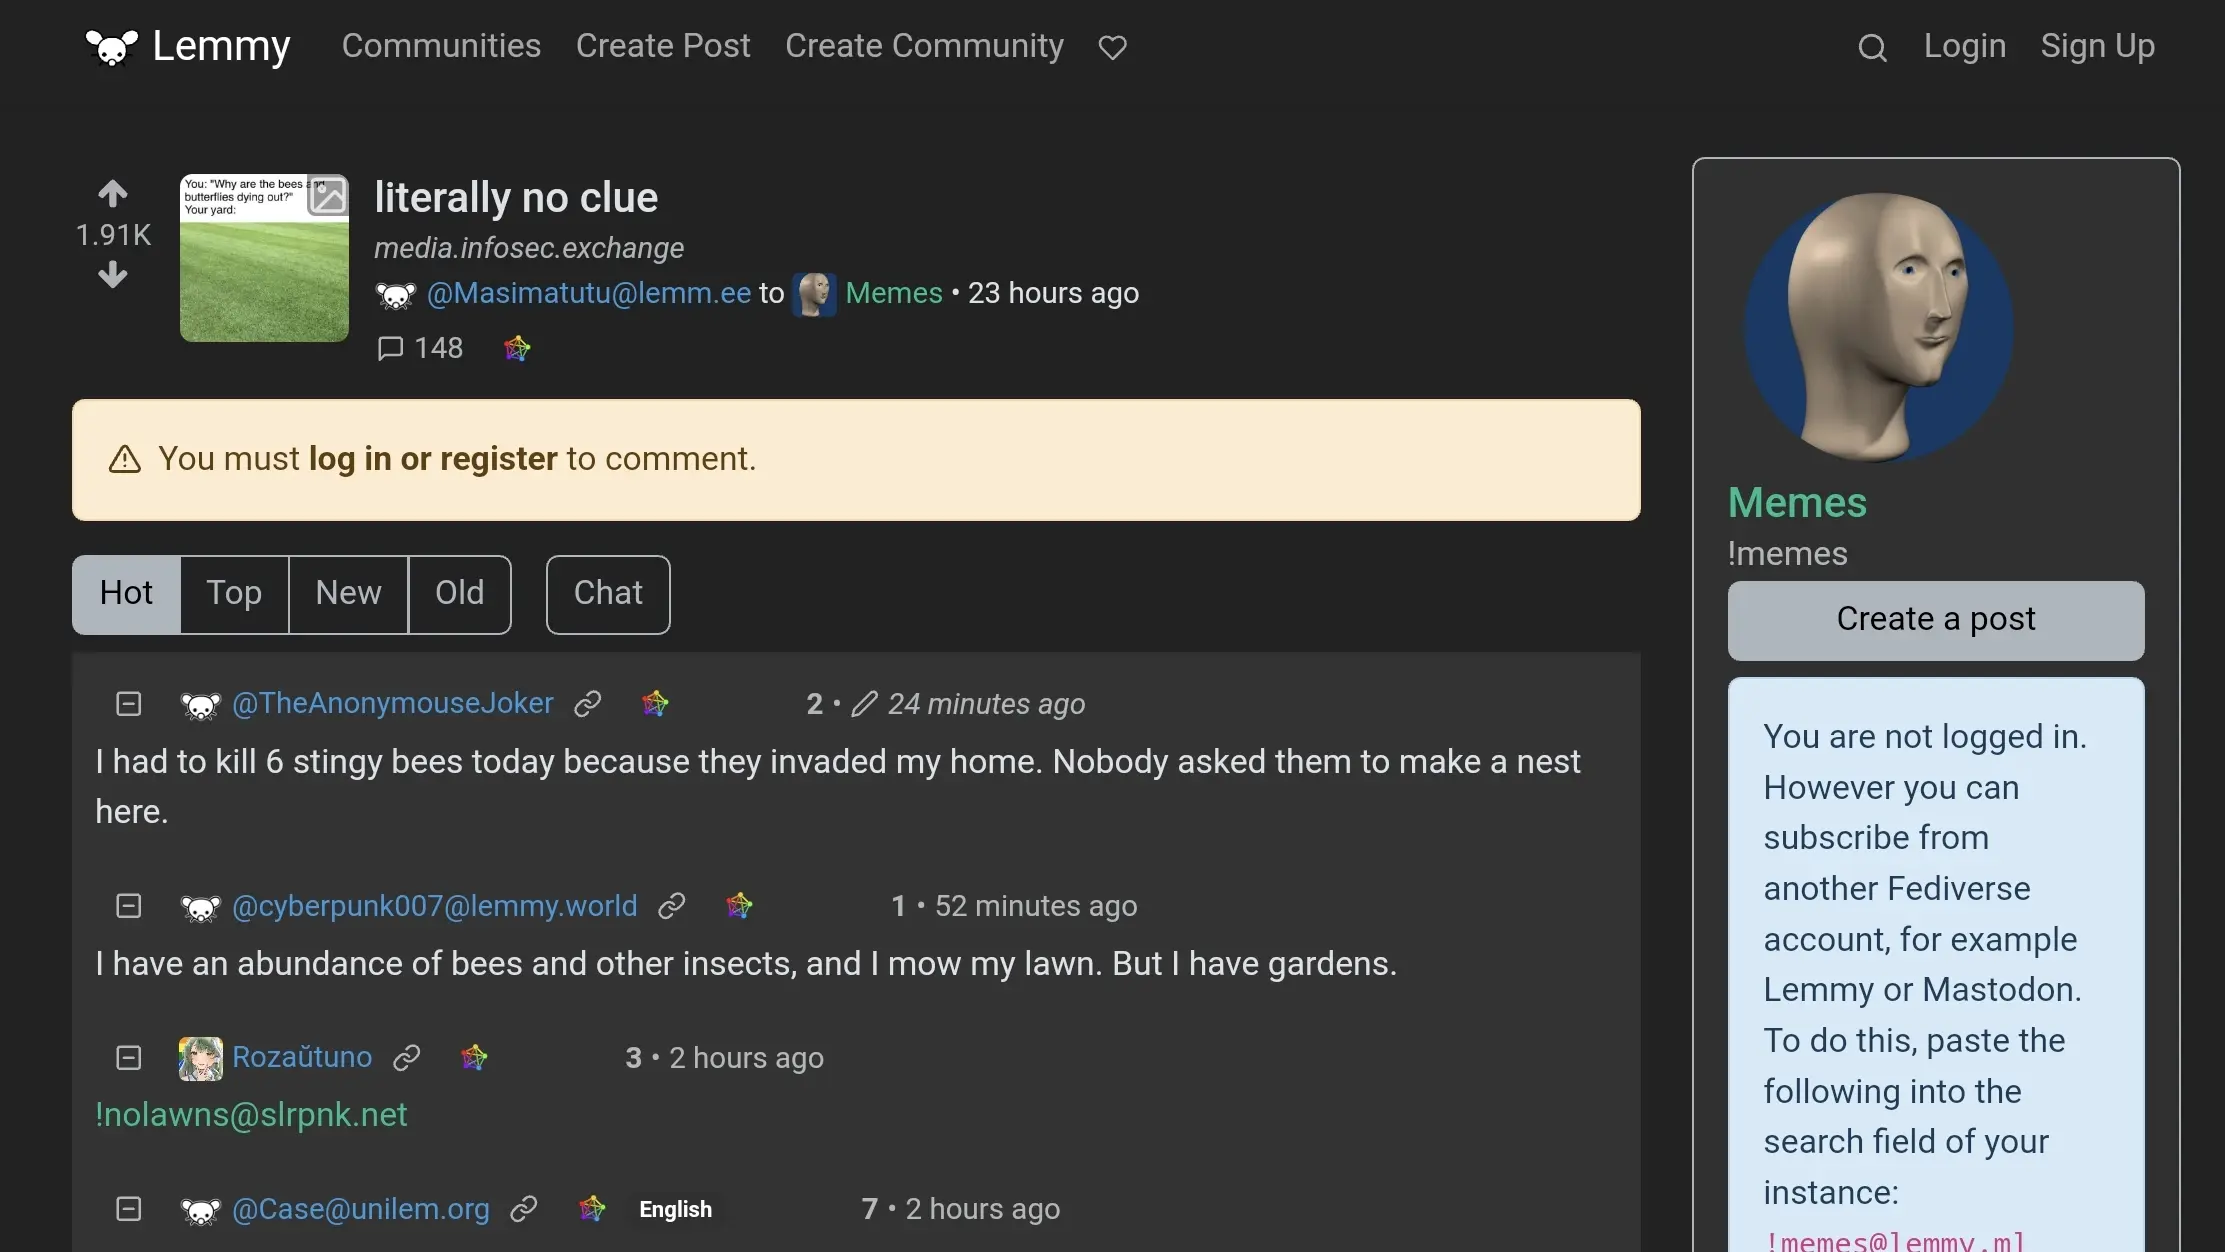 Lemmy Communities Create Post Create Community Login Sign Up
1.91K
You: "Why are the bees and
butterflies dying out?"
Your yard:
literally no clue
media.infosec.exchange
@Masimatutu@lemm.ee to Memes • 23 hours ago
148
You must log in or register to comment.
Hot Top New Old Chat
@TheAnonymouseJoker 2 • 24 minutes ago
I had to kill 6 stingy bees today because they invaded my home. Nobody asked them to make a nest
here.
@cyberpunk007@lemmy.world 1 • 52 minutes ago
I have an abundance of bees and other insects, and I mow my lawn. But I have gardens.
Rozaŭtuno 3 • 2 hours ago
!nolawns@slrpnk.net
@Case@unilem.org English 7 • 2 hours ago
Memes
!memes
Create a post
You are not logged in.
However you can
subscribe from
another Fediverse
account, for example
Lemmy or Mastodon.
To do this, paste the
following into the
search field of your
instance:
!memes@lemmy.ml